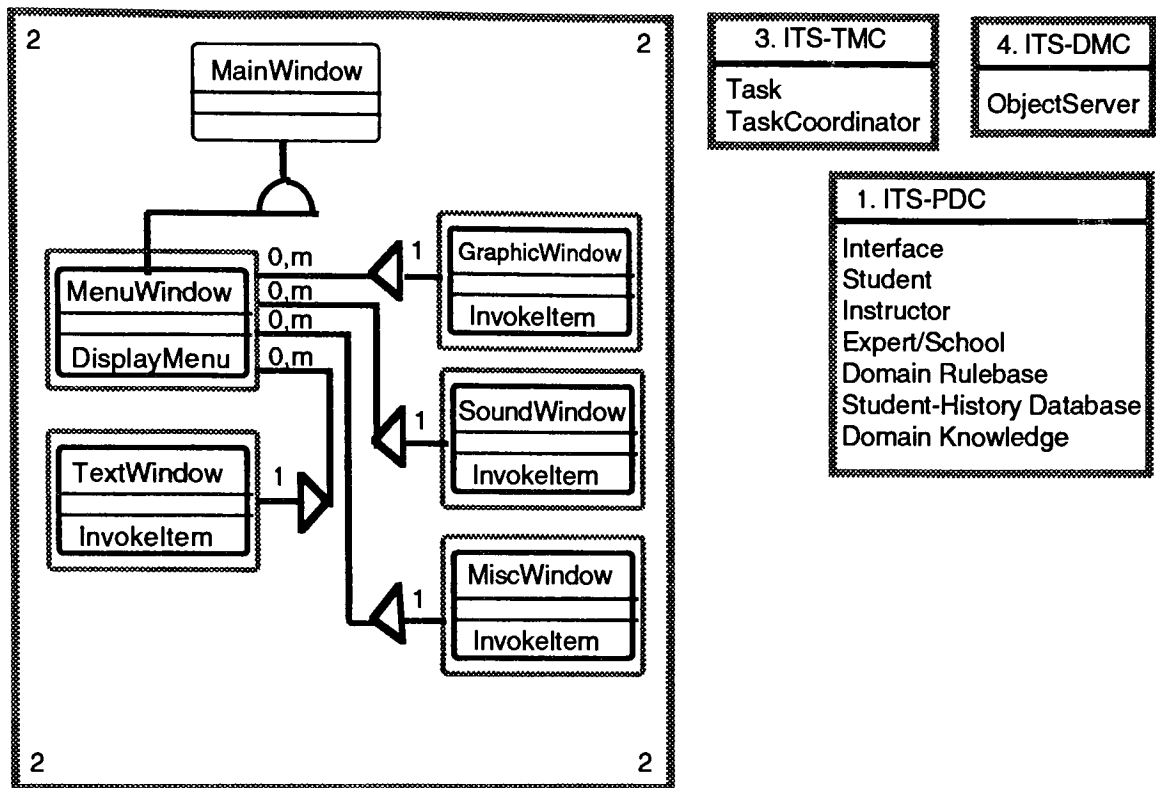 2
2
MainWindow
MenuWindow
DisplayMenu
0,m
0,m
0,m
0,m
1
GraphicWindow
InvokeItem
1
SoundWindow
InvokeItem
TextWindow
InvokeItem
1
1
MiscWindow
InvokeItem
2
2
3. ITS-TMC
Task
TaskCoordinator
4. ITS-DMC
ObjectServer
1. ITS-PDC
Interface
Student
Instructor
Expert/School
Domain Rulebase
Student-History Database
Domain Knowledge